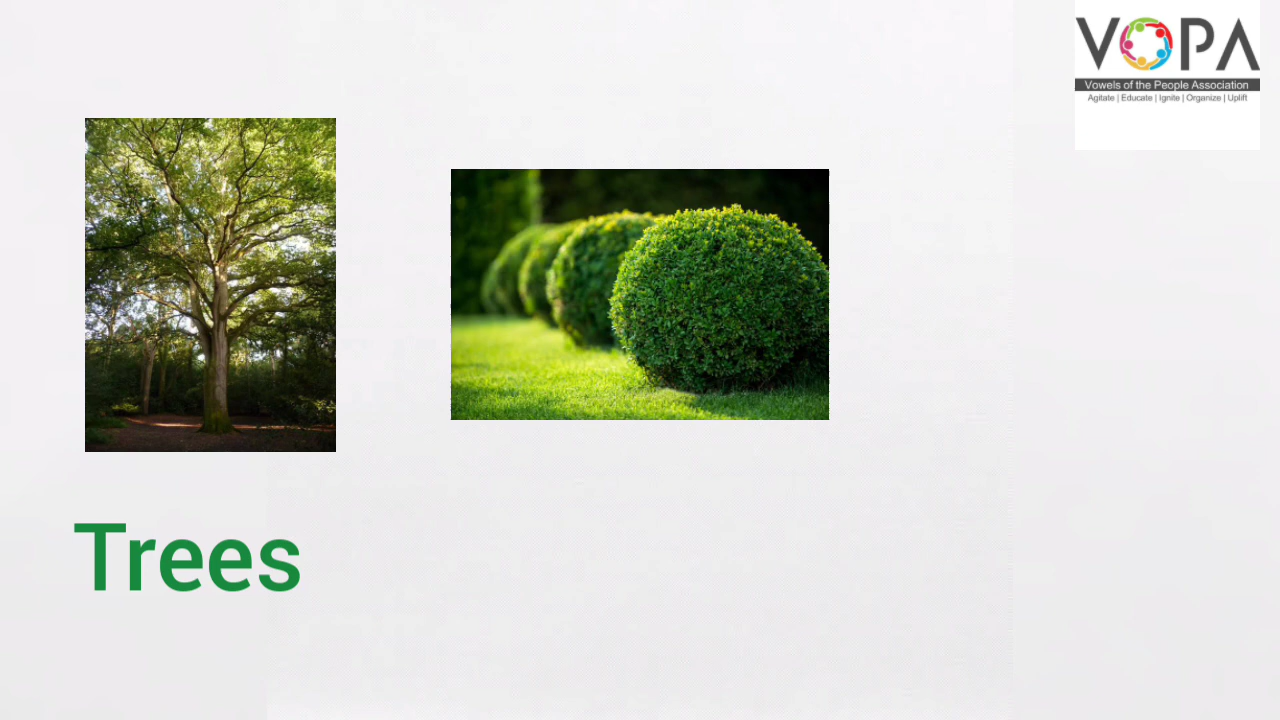 VOPA
Vowels of the People Association
Agitate | Educate | Ignite | Organize | Uplift
Trees